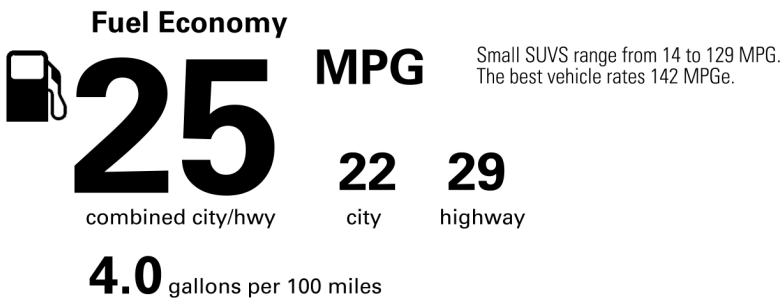 Fuel Economy
25 MPG
Small SUVS range from 14 to 129 MPG.
The best vehicle rates 142 MPGe.
22 29
combined city/hwy city highway
4.0 gallons per 100 miles